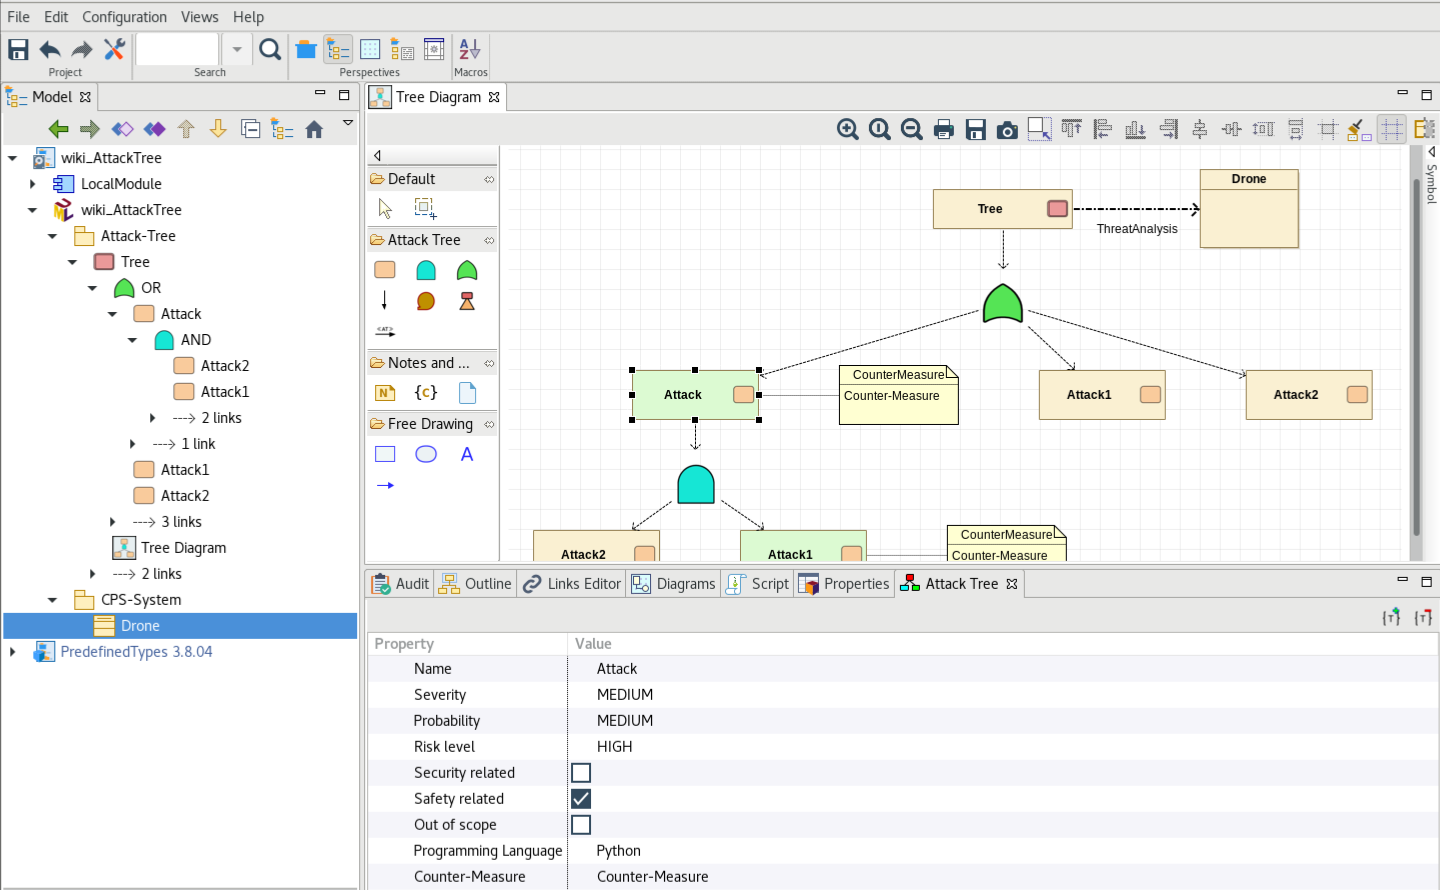 File Edit Configuration Views Help
Project Search Perspectives Macros
Model
wiki_AttackTree
LocalModule
wiki_AttackTree
Attack-Tree
Tree
OR
Attack
AND
Attack2
Attack1
2 links
1 link
Attack1
Attack2
3 links
Tree Diagram
2 links
CPS-System
Drone
PredefinedTypes 3.8.04
Tree Diagram
Default
Attack Tree
<AT>
Notes and ...
N
{c}
Free Drawing
A
Symbol
Tree
Drone
ThreatAnalysis
Attack
CounterMeasure
Counter-Measure
Attack1
Attack2
Attack2
Attack1
CounterMeasure
Counter-Measure
Audit Outline Links Editor Diagrams Script Properties Attack Tree
Property Value
Name Attack
Severity MEDIUM
Probability MEDIUM
Risk level HIGH
Security related
Safety related
Out of scope
Programming Language Python
Counter-Measure Counter-Measure